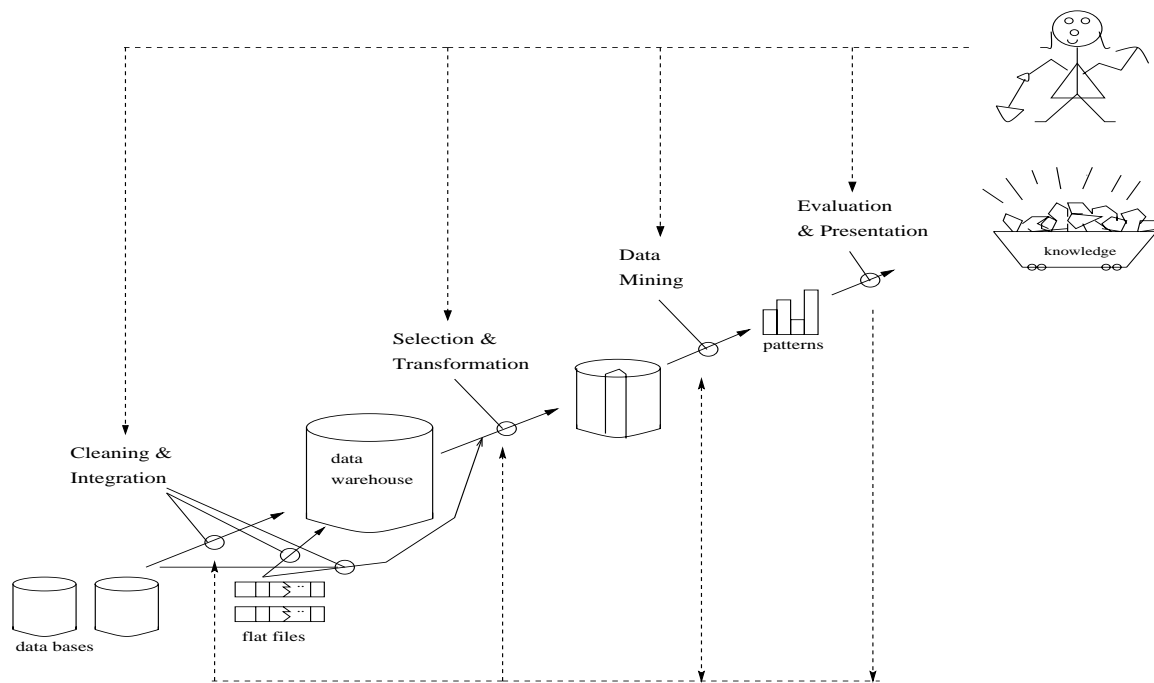 Evaluation
& Presentation
knowledge
Data
Mining
patterns
Selection &
Transformation
Cleaning &
Integration
data
warehouse
flat files
data bases